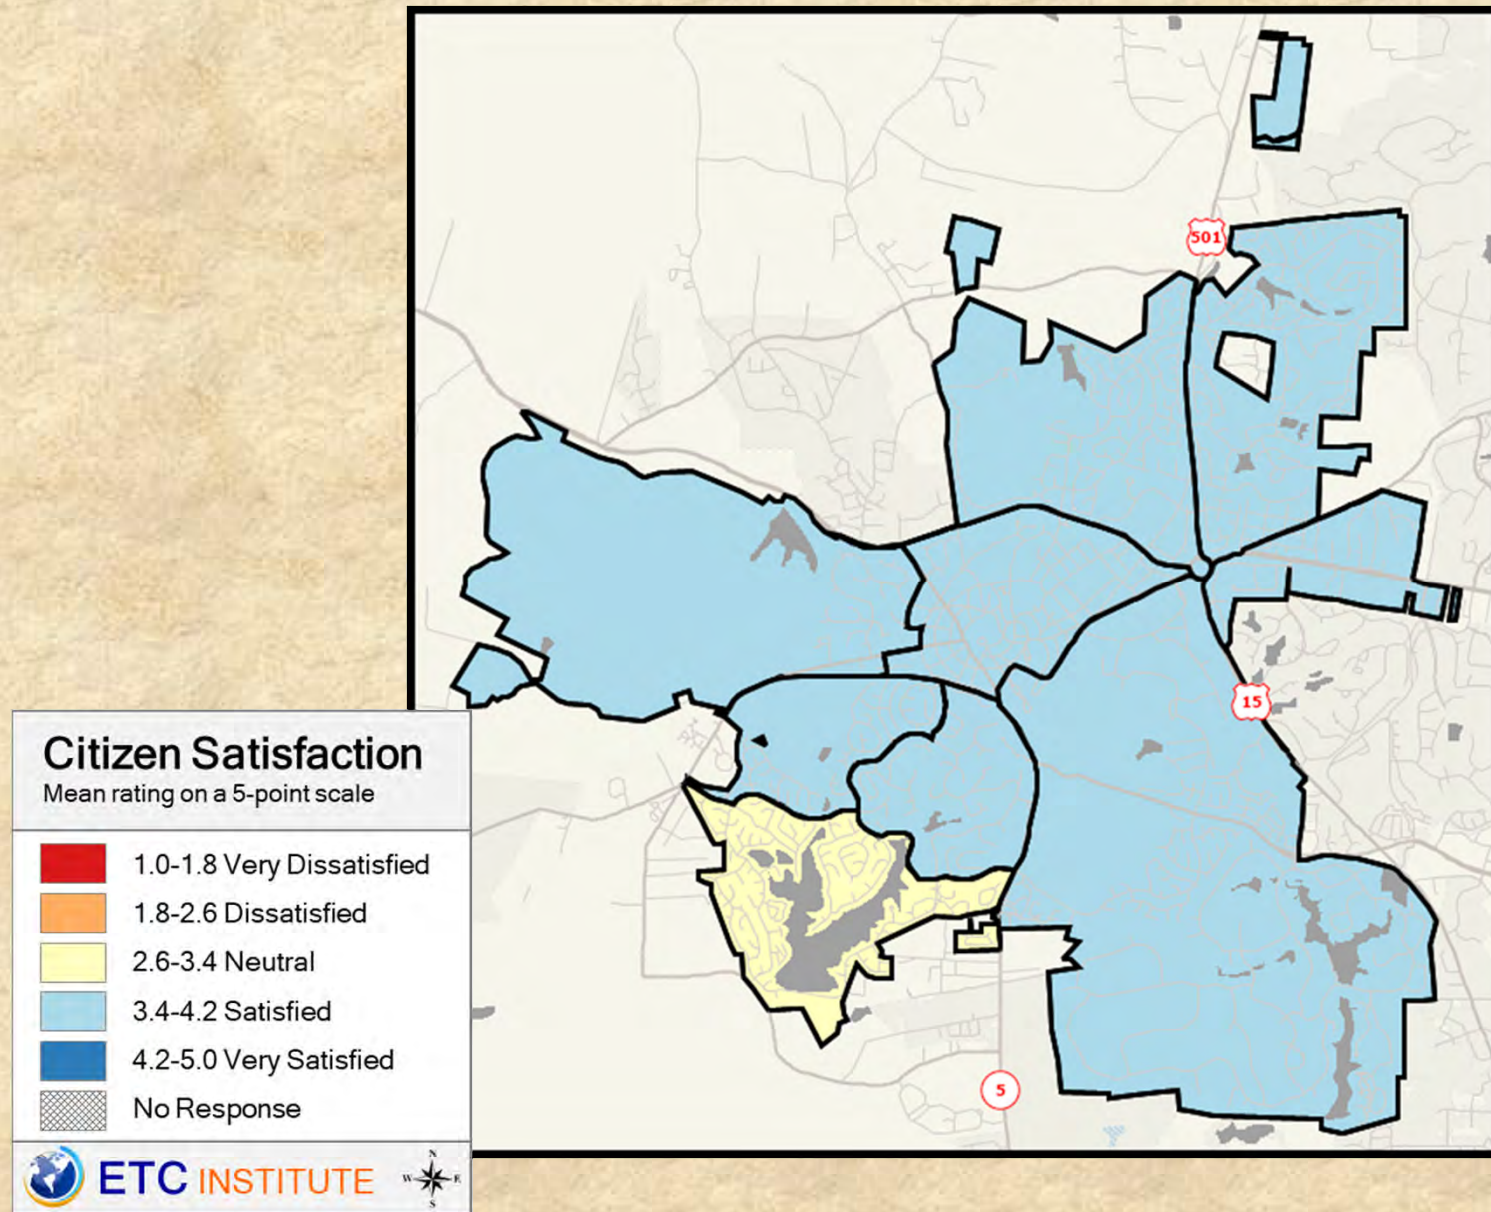 501
15
5
Citizen Satisfaction
Mean rating on a 5-point scale
1.0-1.8 Very Dissatisfied
1.8-2.6 Dissatisfied
2.6-3.4 Neutral
3.4-4.2 Satisfied
4.2-5.0 Very Satisfied
No Response
ETC INSTITUTE
N
W E
S